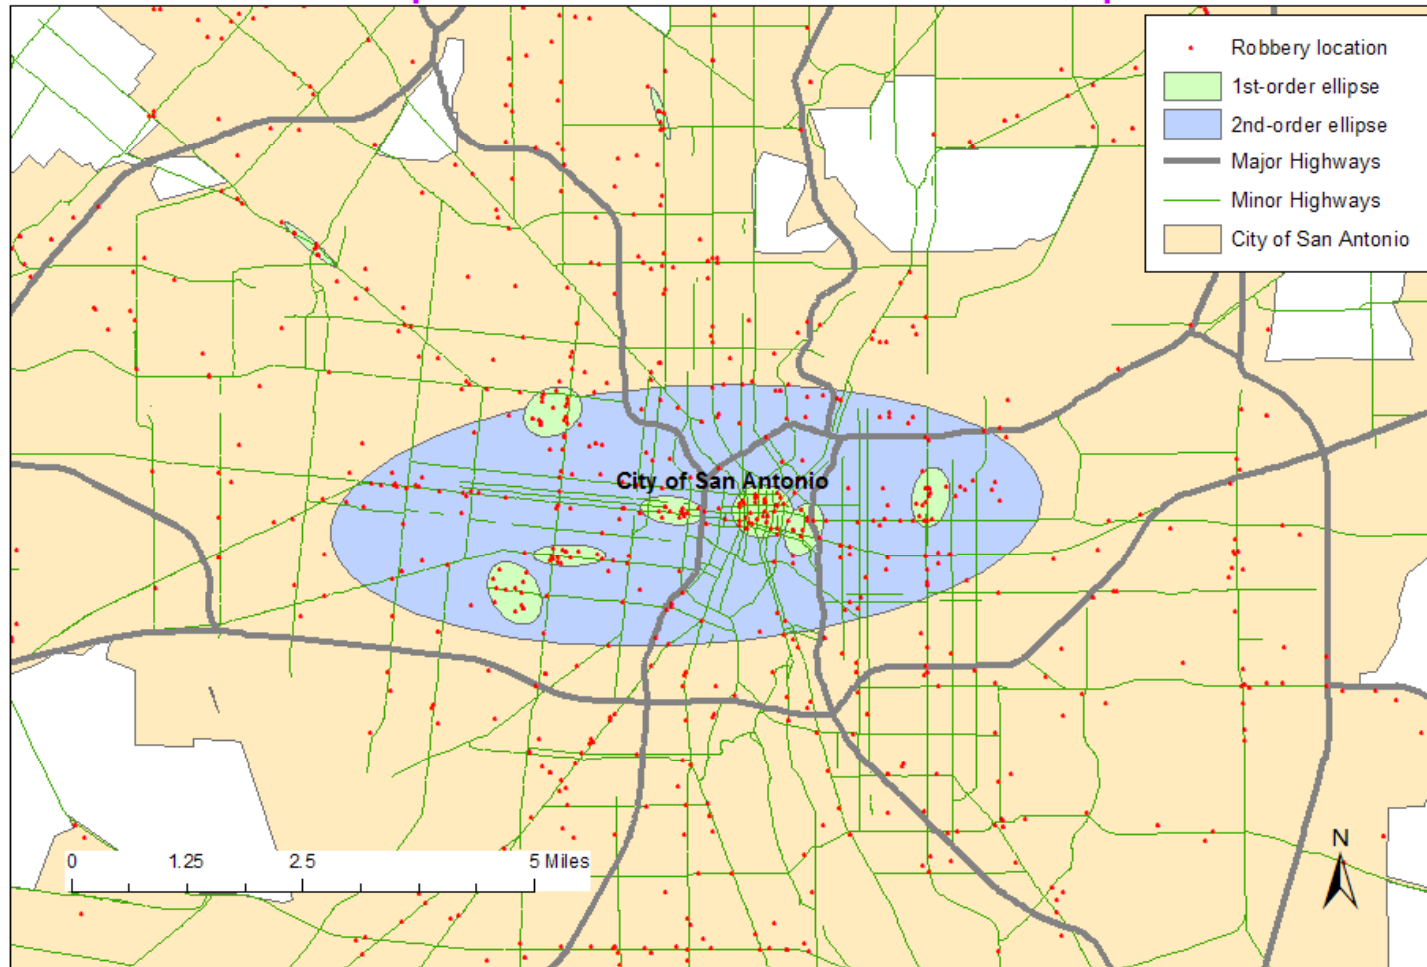 Robbery location
1st-order ellipse
2nd-order ellipse
Major Highways
Minor Highways
City of San Antonio
City of San Antonio
0 1.25 2.5 5 Miles
N